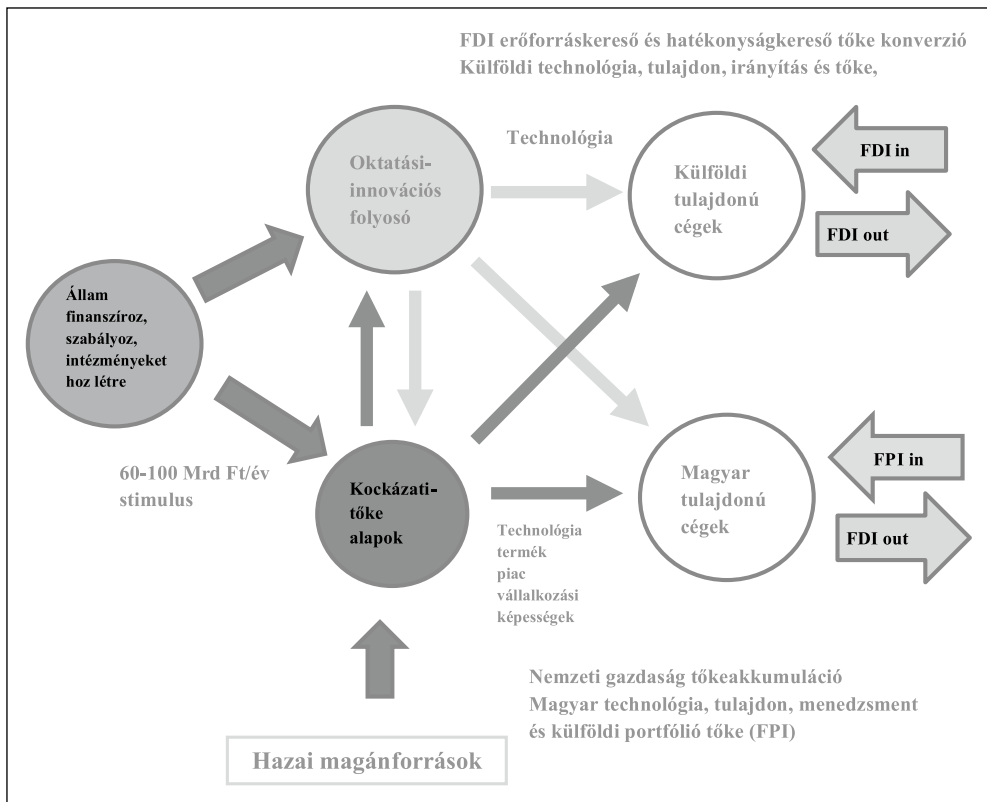 FDI erőforráskereső és hatékonyságkereső tőke konverzió
Külföldi technológia, tulajdon, irányítás és tőke,
Technológia
Oktatási-
innovációs
folyosó
Külföldi
tulajdonú
cégek
FDI in
FDI out
Állam
finanszíroz,
szabályoz,
intézményeket
hoz létre
60-100 Mrd Ft/év
stimulus
Kockázati-
tőke
alapok
Technológia
termék
piac
vállalkozási
képességek
Magyar
tulajdonú
cégek
FPI in
FDI out
Nemzeti gazdaság tőkeakkumuláció
Magyar technológia, tulajdon, menedzsment
és külföldi portfólió tőke (FPI)
Hazai magánforrások